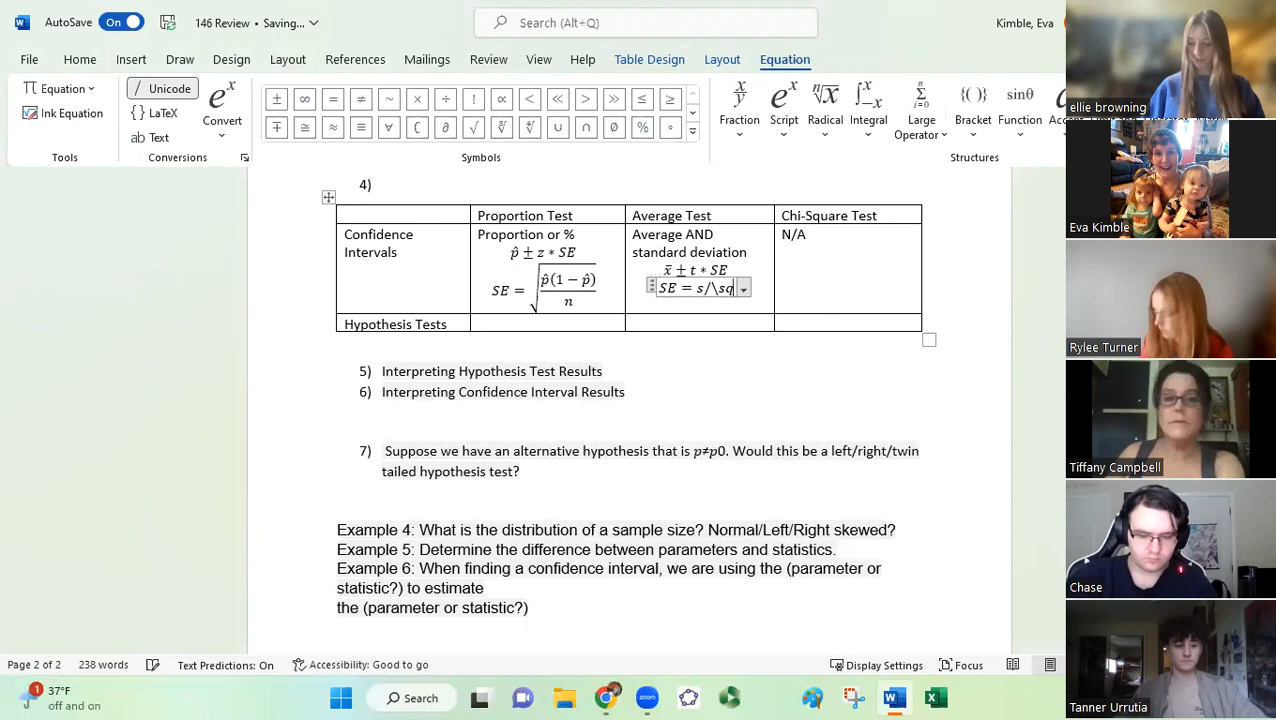 AutoSave On 146 Review • Saving... Search (Alt+Q) Kimble, Eva
File Home Insert Draw Design Layout References Mailings Review View Help Table Design Layout Equation
π Equation Unicode
Ink Equation {} LaTeX
Text
e^x Convert
Tools Conversions
± ∞ = ≠ ~ × ÷ ! ∝ < ≪ > ≫ ≤ ≥
∓ ≅ ≈ ≡ ∀ ∁ ∂ √ ∛ ∜ ∪ ∩ ∅ % °
Symbols
Fraction Script Radical Integral Large Operator Bracket Function
Structures
4)
Proportion Test Average Test Chi-Square Test
Confidence Intervals
Proportion or %
p̂ ± z * SE
SE = √(p̂(1 − p̂)/n)
Average AND
standard deviation
x̄ ± t * SE
SE = s/\sq
N/A
Hypothesis Tests
5) Interpreting Hypothesis Test Results
6) Interpreting Confidence Interval Results
7) Suppose we have an alternative hypothesis that is p≠p0. Would this be a left/right/twin
tailed hypothesis test?
Example 4: What is the distribution of a sample size? Normal/Left/Right skewed?
Example 5: Determine the difference between parameters and statistics.
Example 6: When finding a confidence interval, we are using the (parameter or
statistic?) to estimate
the (parameter or statistic?)
Page 2 of 2 238 words Text Predictions: On Accessibility: Good to go Display Settings Focus
1 37°F
off and on
Search
zoom
ellie browning
Eva Kimble
Rylee Turner
Tiffany Campbell
Chase
Tanner Urrutia